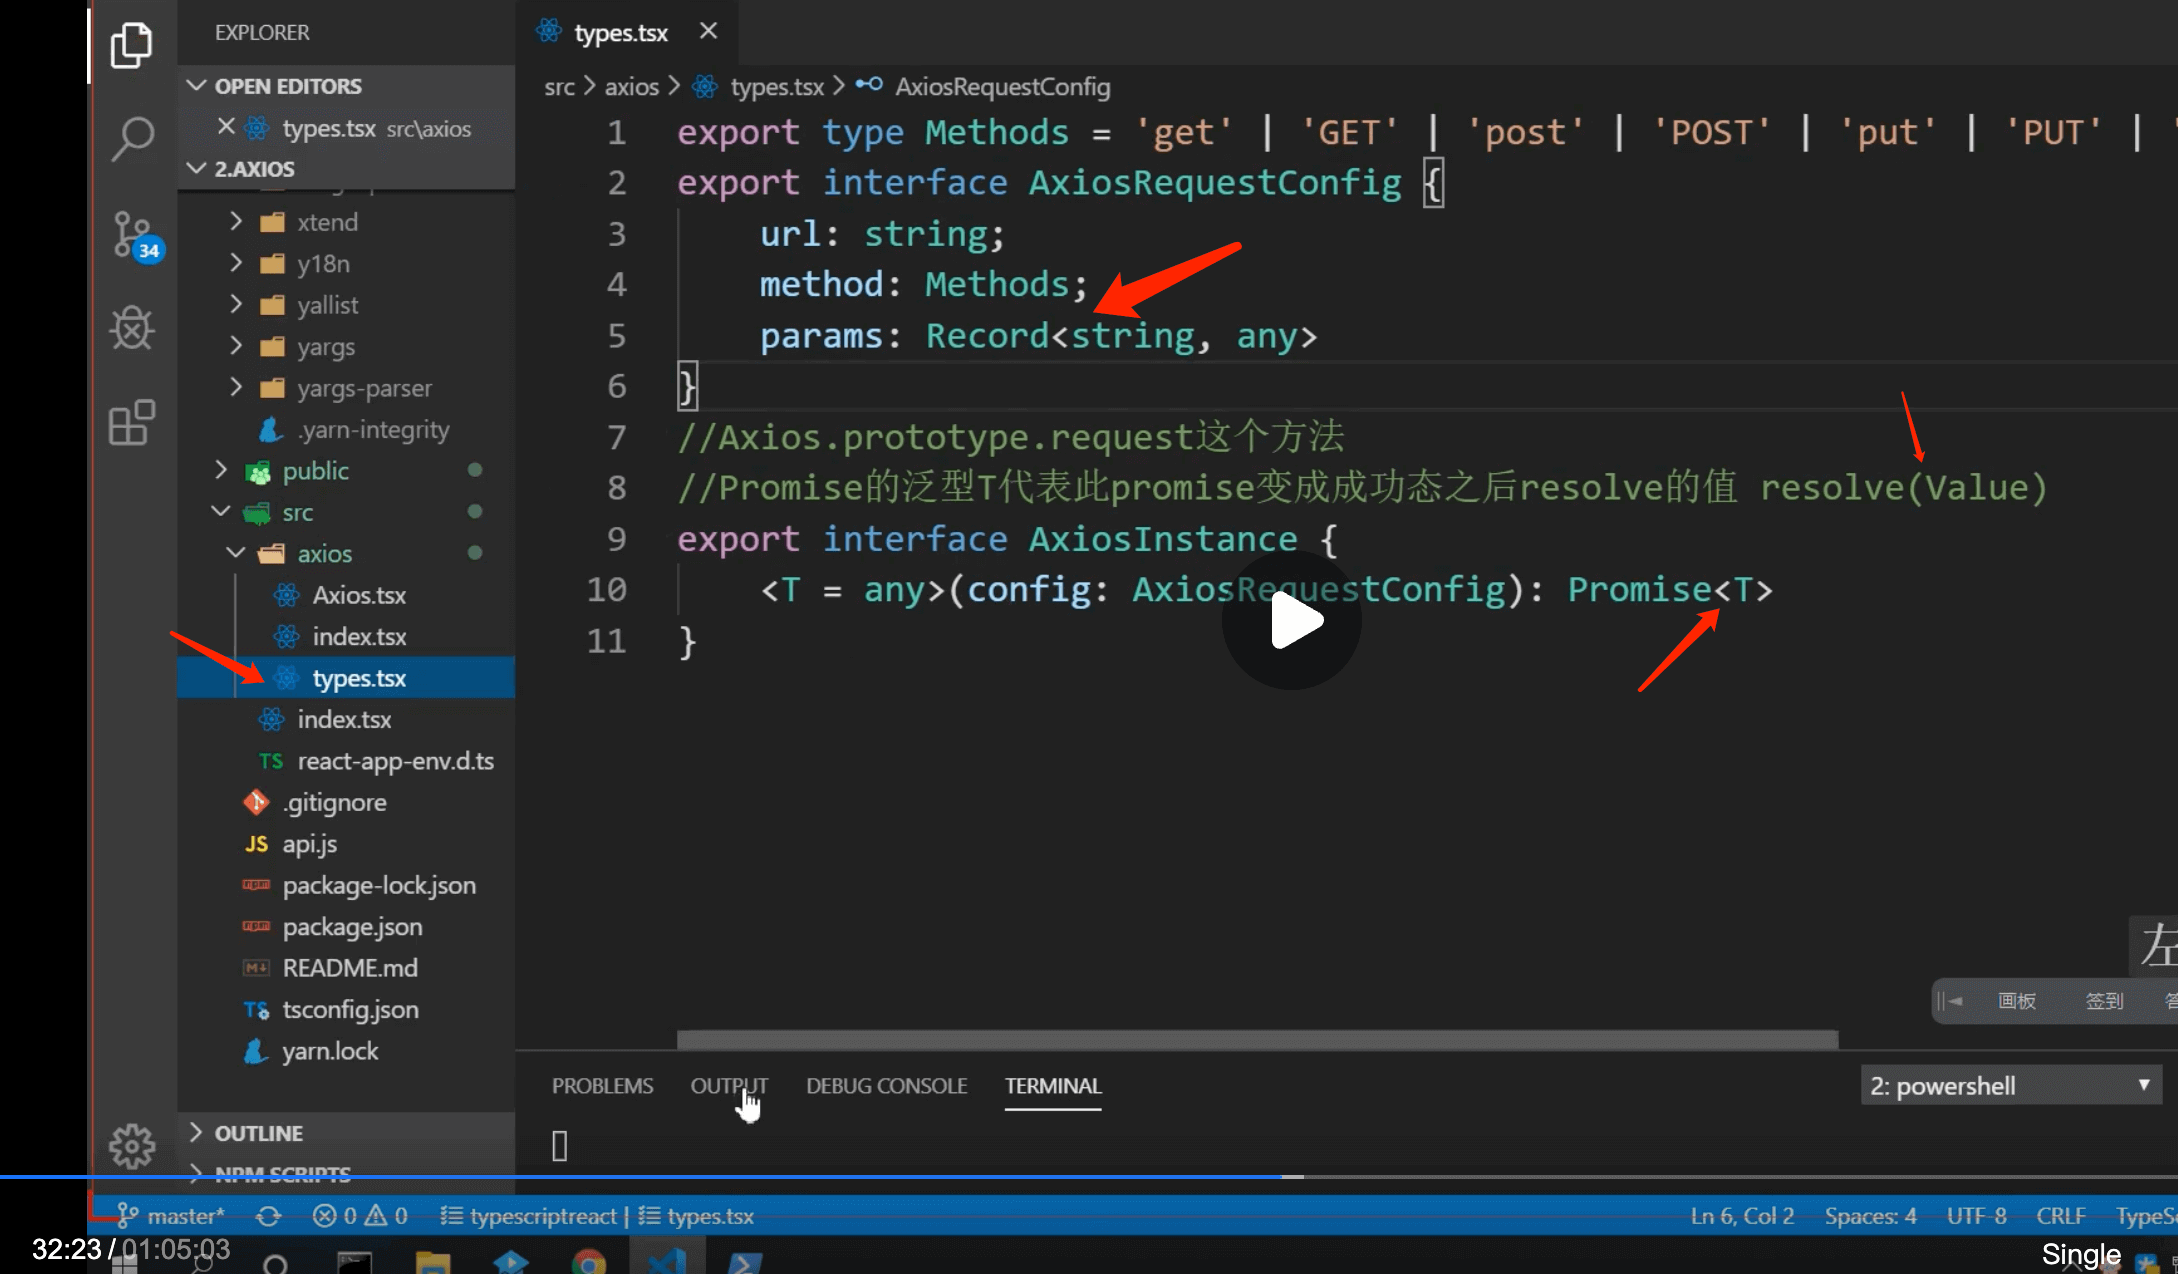 EXPLORER
OPEN EDITORS
types.tsx src\axios
2.AXIOS
xtend
y18n
yallist
yargs
yargs-parser
.yarn-integrity
public
src
axios
Axios.tsx
index.tsx
types.tsx
index.tsx
TS react-app-env.d.ts
.gitignore
JS api.js
package-lock.json
package.json
README.md
tsconfig.json
yarn.lock
OUTLINE
NPM SCRIPTS
34
types.tsx
src > axios > types.tsx > AxiosRequestConfig
1 export type Methods = 'get' | 'GET' | 'post' | 'POST' | 'put' | 'PUT' | '
2 export interface AxiosRequestConfig {
3 url: string;
4 method: Methods;
5 params: Record<string, any>
6 }
7 //Axios.prototype.request这个方法
8 //Promise的泛型T代表此promise变成成功态之后resolve的值 resolve(Value)
9 export interface AxiosInstance {
10 <T = any>(config: AxiosRequestConfig): Promise<T>
11 }
左
画板 签到
PROBLEMS OUTPUT DEBUG CONSOLE TERMINAL
2: powershell
master* 0 0 typescriptreact | types.tsx Ln 6, Col 2 Spaces: 4 UTF-8 CRLF TypeSc
32:23 / 01:05:03
Single